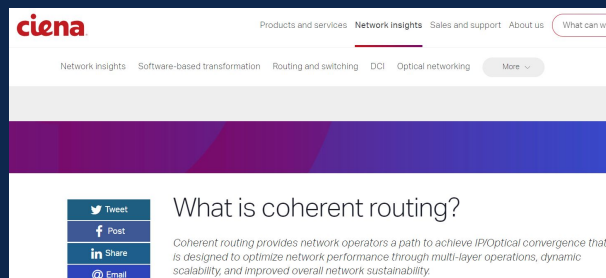 ciena
Products and services Network insights Sales and support About us What can w
Network insights Software-based transformation Routing and switching DCI Optical networking More
Tweet
Post
Share
Email
What is coherent routing?
Coherent routing provides network operators a path to achieve IP/Optical convergence that
is designed to optimize network performance through multi-layer operations, dynamic
scalability, and improved overall network sustainability.